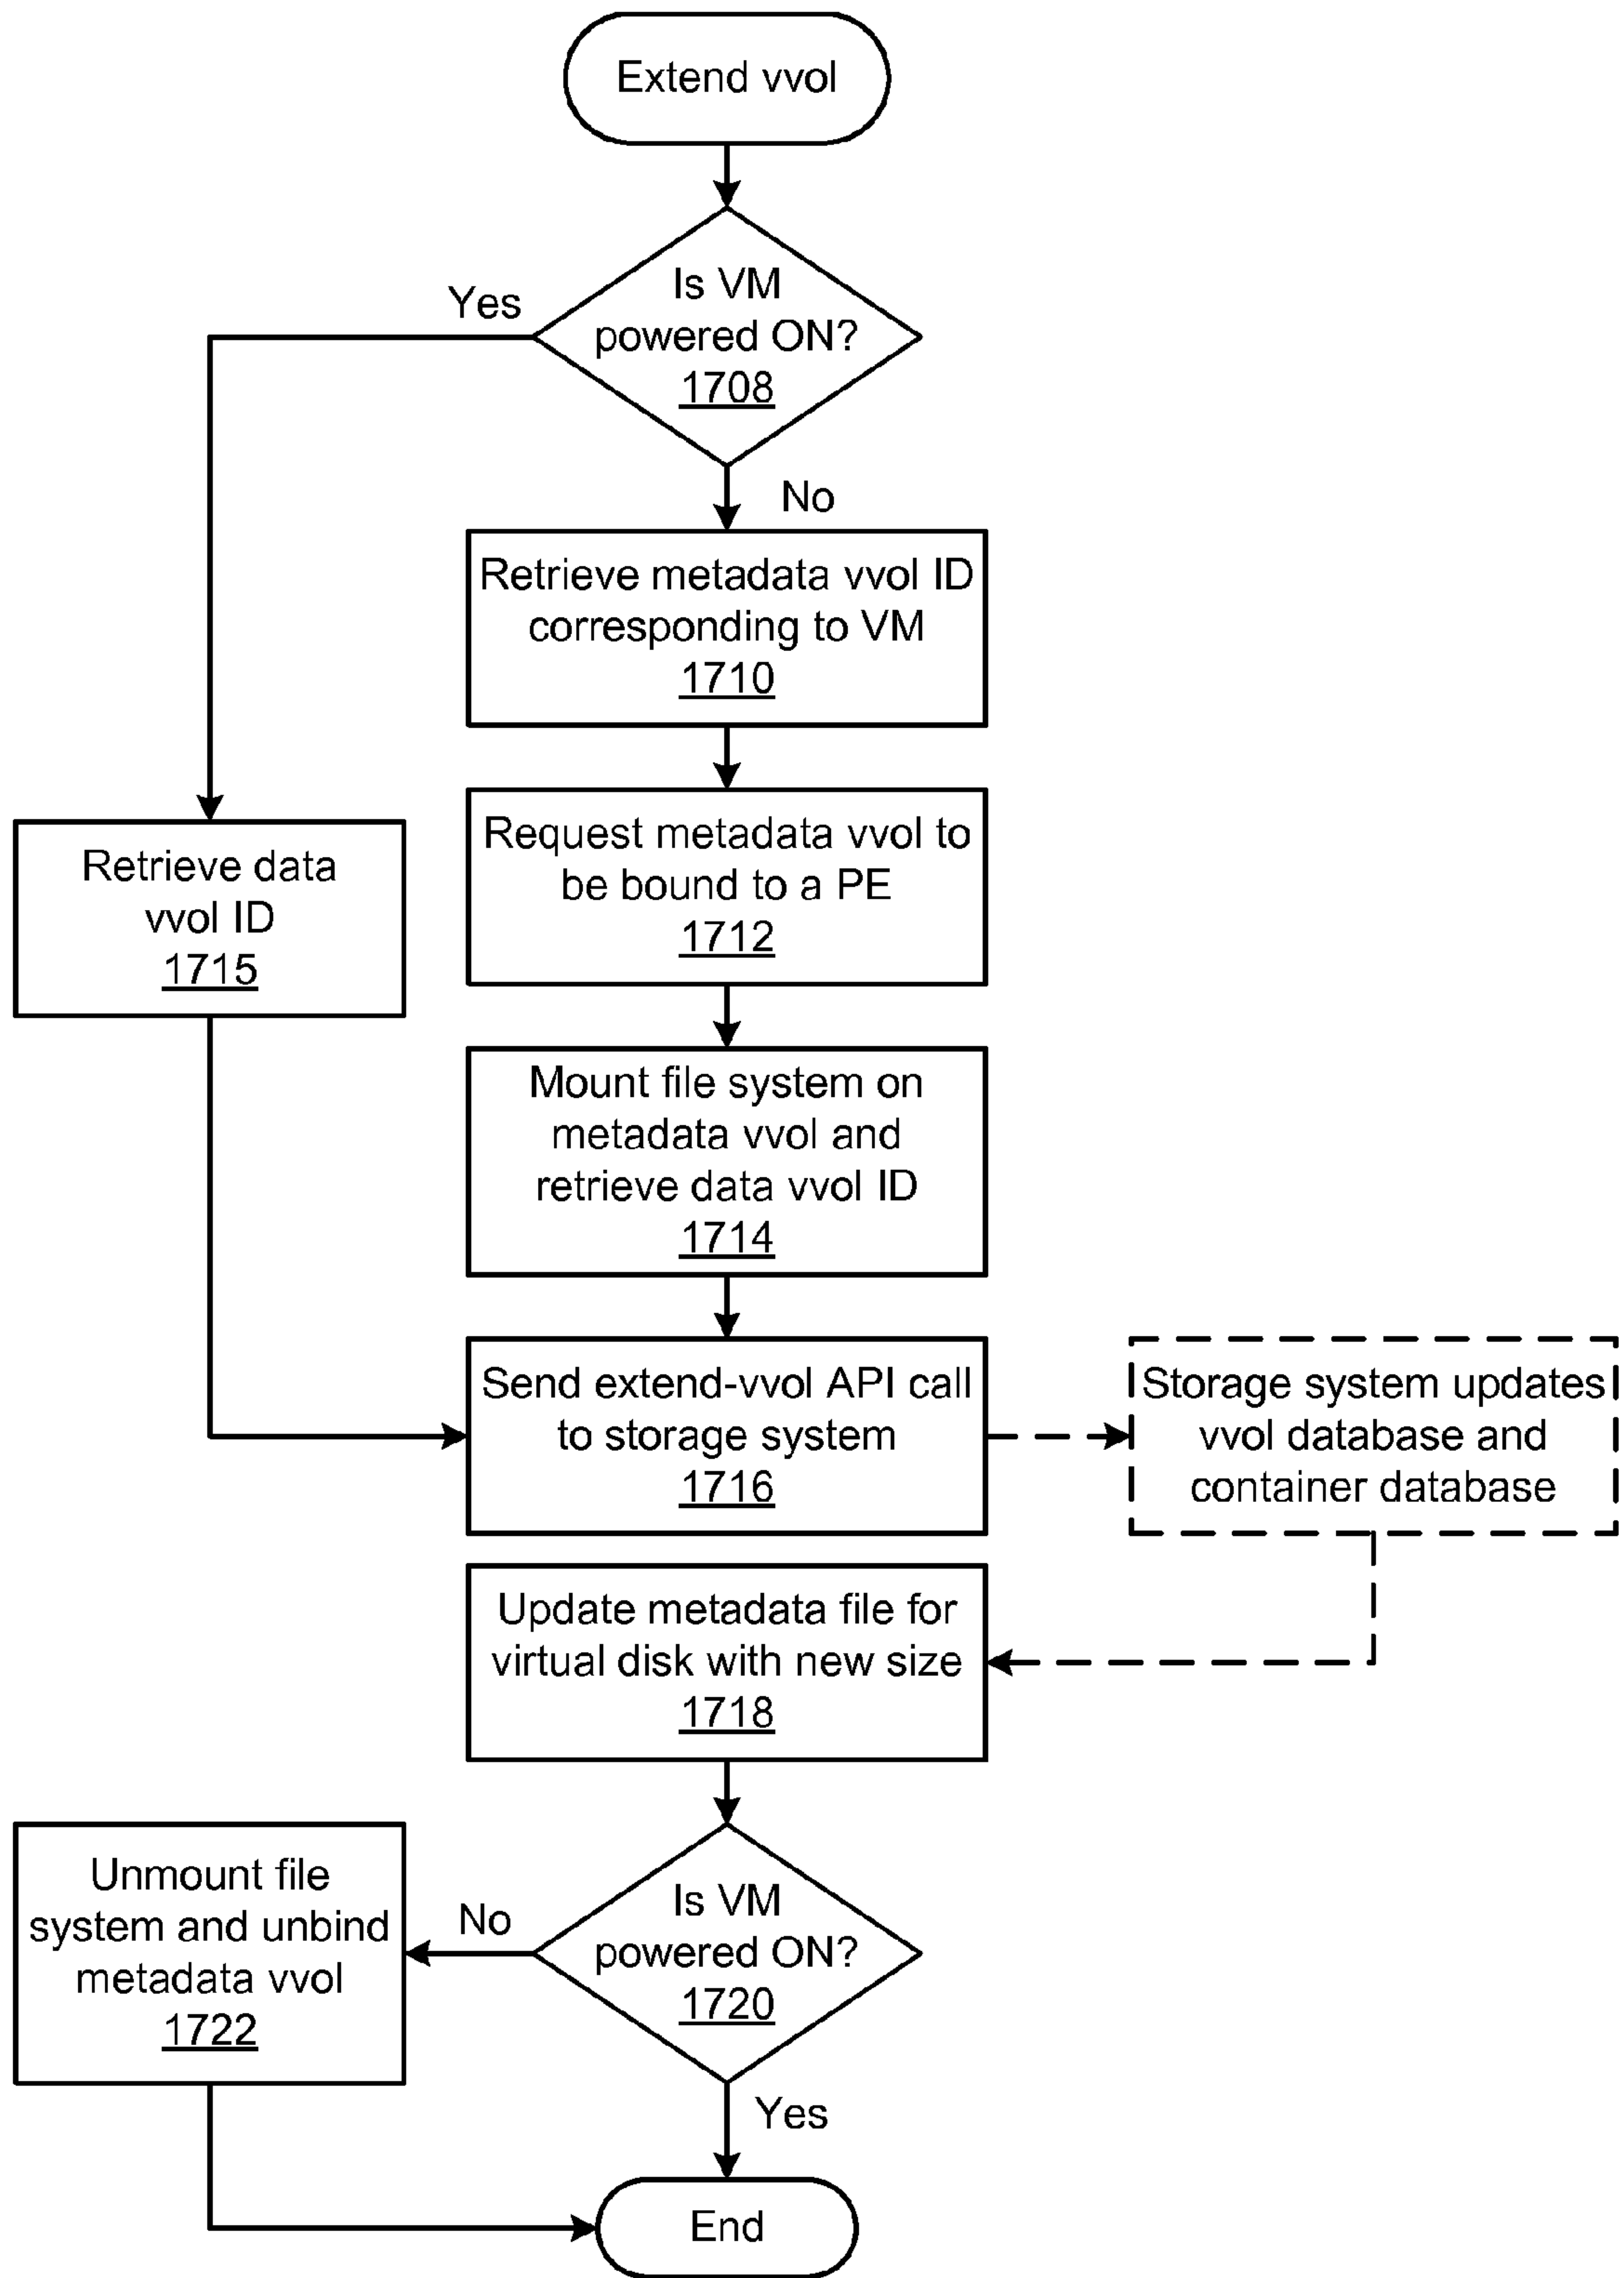 Extend vvol
Is VM
powered ON?
1708
Yes
No
Retrieve metadata vvol ID
corresponding to VM
1710
Request metadata vvol to
be bound to a PE
1712
Retrieve data
vvol ID
1715
Mount file system on
metadata vvol and
retrieve data vvol ID
1714
Send extend-vvol API call
to storage system
1716
Storage system updates
vvol database and
container database
Update metadata file for
virtual disk with new size
1718
Is VM
powered ON?
1720
No
Unmount file
system and unbind
metadata vvol
1722
Yes
End